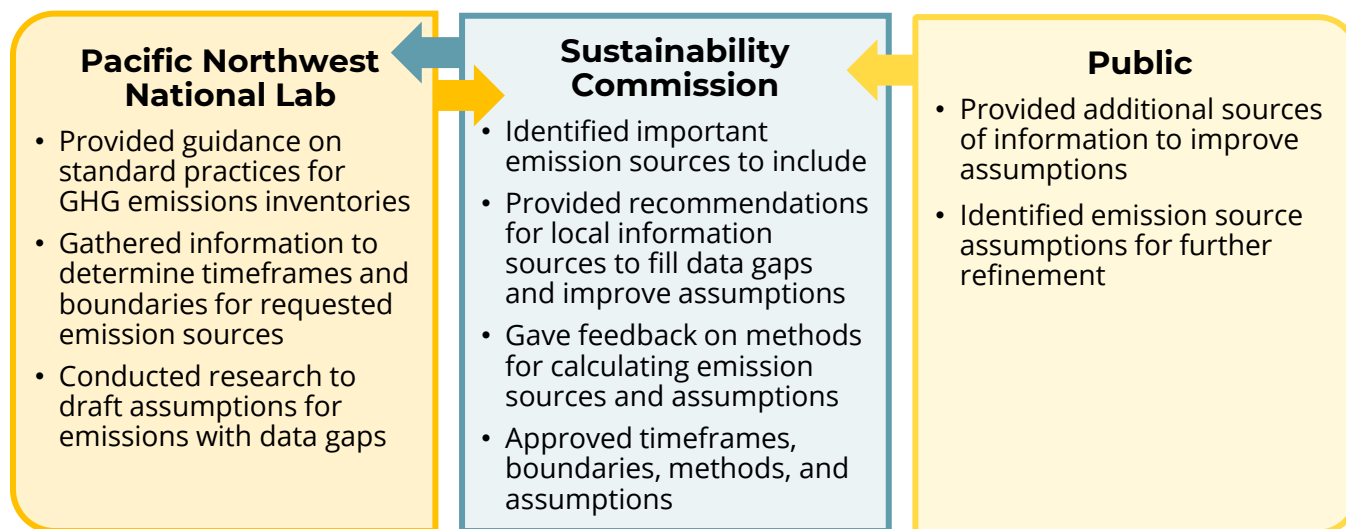 Pacific Northwest
National Lab
• Provided guidance on
standard practices for
GHG emissions inventories
• Gathered information to
determine timeframes and
boundaries for requested
emission sources
• Conducted research to
draft assumptions for
emissions with data gaps
Sustainability
Commission
• Identified important
emission sources to include
• Provided recommendations
for local information
sources to fill data gaps
and improve assumptions
• Gave feedback on methods
for calculating emission
sources and assumptions
• Approved timeframes,
boundaries, methods, and
assumptions
Public
• Provided additional sources
of information to improve
assumptions
• Identified emission source
assumptions for further
refinement